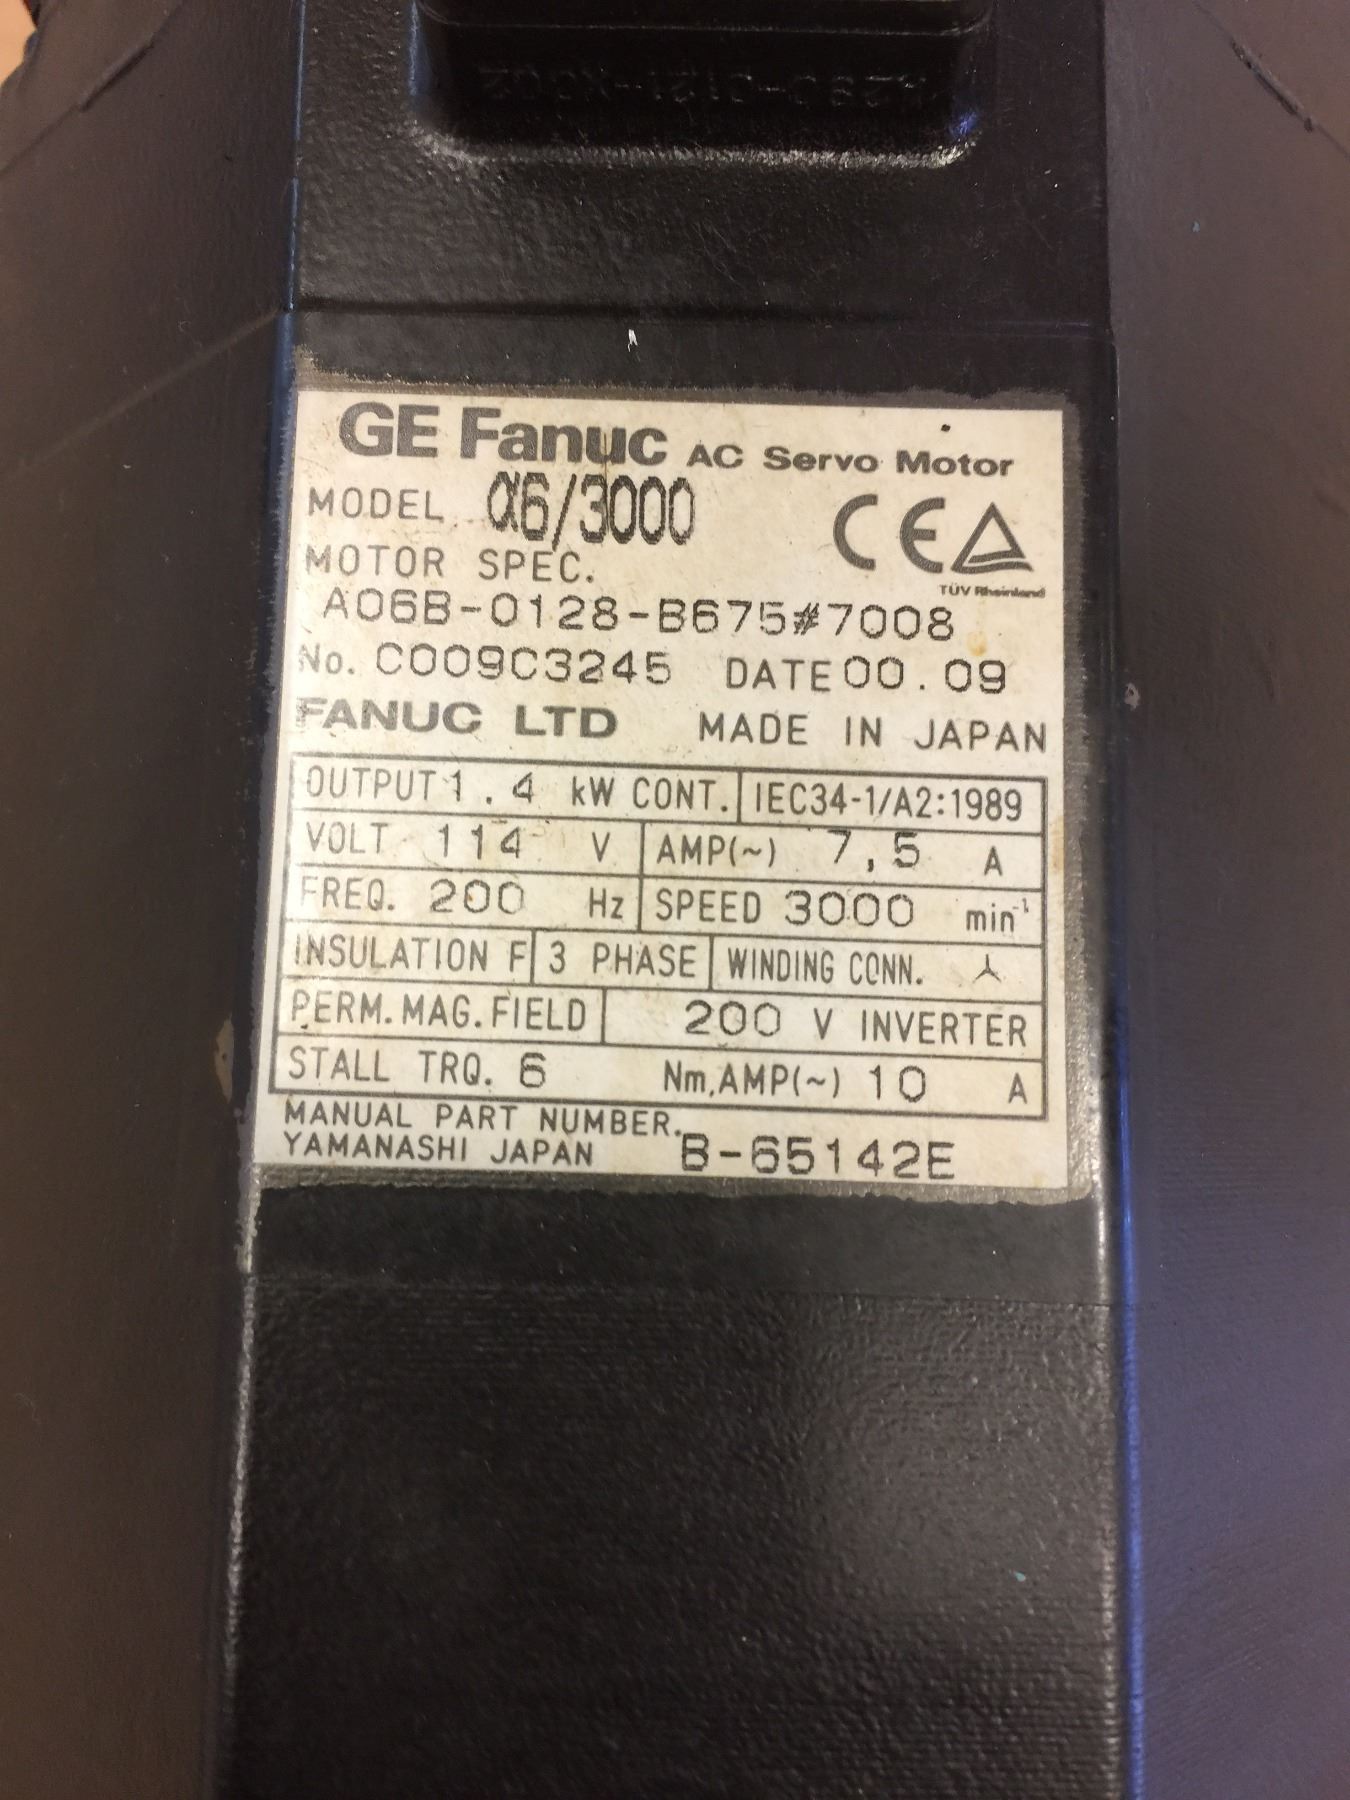 GE Fanuc AC Servo Motor
MODEL α6/3000
CE
TÜV Rheinland
MOTOR SPEC.
A06B-0128-B675#7008
No. C009C3245 DATE 00.09
FANUC LTD MADE IN JAPAN
OUTPUT 1.4 kW CONT. IEC34-1/A2:1989
VOLT 114 V AMP(~) 7,5 A
FREQ. 200 Hz SPEED 3000 min⁻¹
INSULATION F 3 PHASE WINDING CONN.
PERM.MAG.FIELD 200 V INVERTER
STALL TRQ. 6 Nm,AMP(~) 10 A
MANUAL PART NUMBER.
YAMANASHI JAPAN B-65142E